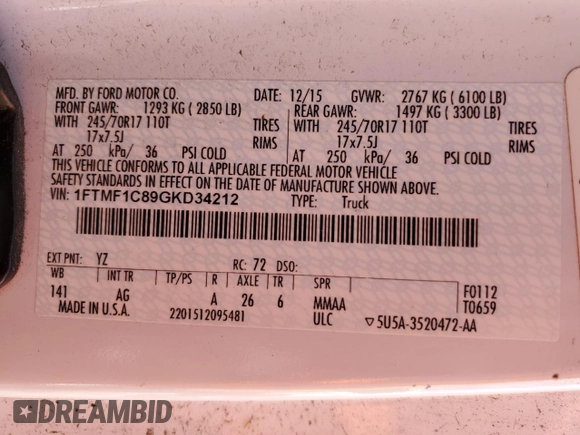 MFD. BY FORD MOTOR CO. DATE: 12/15 GVWR: 2767 KG ( 6100 LB)
FRONT GAWR: 1293 KG ( 2850 LB) REAR GAWR: 1497 KG ( 3300 LB)
WITH 245/70R17 110T TIRES WITH 245/70R17 110T TIRES
17x7.5J RIMS 17x7.5J RIMS
AT 250 kPa/ 36 PSI COLD AT 250 kPa/ 36 PSI COLD
THIS VEHICLE CONFORMS TO ALL APPLICABLE FEDERAL MOTOR VEHICLE
SAFETY STANDARDS IN EFFECT ON THE DATE OF MANUFACTURE SHOWN ABOVE.
VIN: 1FTMF1C89GKD34212 TYPE: Truck
EXT PNT: YZ RC: 72 DSO:
WB INT TR TP/PS R AXLE TR SPR F0112
141 AG A 26 6 MMAA T0659
MADE IN U.S.A. 2201512095481 ULC ▽5U5A-3520472-AA
DREAMBID